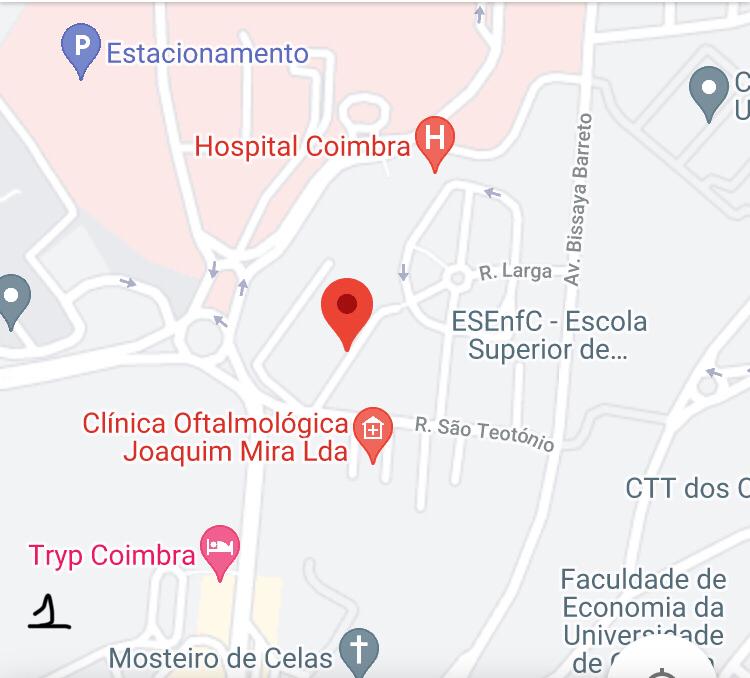 P
Estacionamento
C
U
Hospital Coimbra
H
Av. Bissaya Barreto
R. Larga
ESEnfC - Escola
Superior de...
Clínica Oftalmológica
Joaquim Mira Lda
R. São Teotónio
CTT dos C
Tryp Coimbra
Faculdade de
Economia da
Universidade
de
1
Mosteiro de Celas